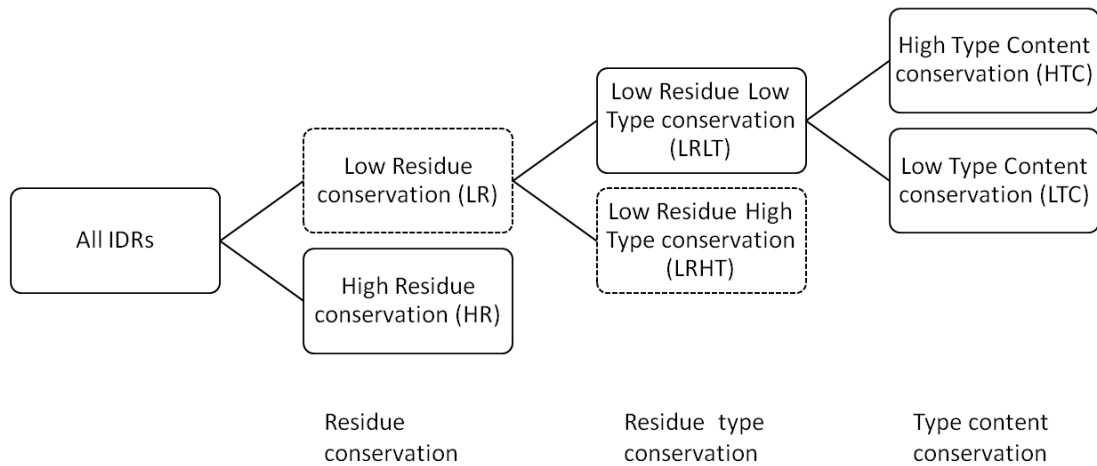 All IDRs
Low Residue
conservation (LR)
High Residue
conservation (HR)
Low Residue Low
Type conservation
(LRLT)
Low Residue High
Type conservation
(LRHT)
High Type Content
conservation (HTC)
Low Type Content
conservation (LTC)
Residue
conservation
Residue type
conservation
Type content
conservation